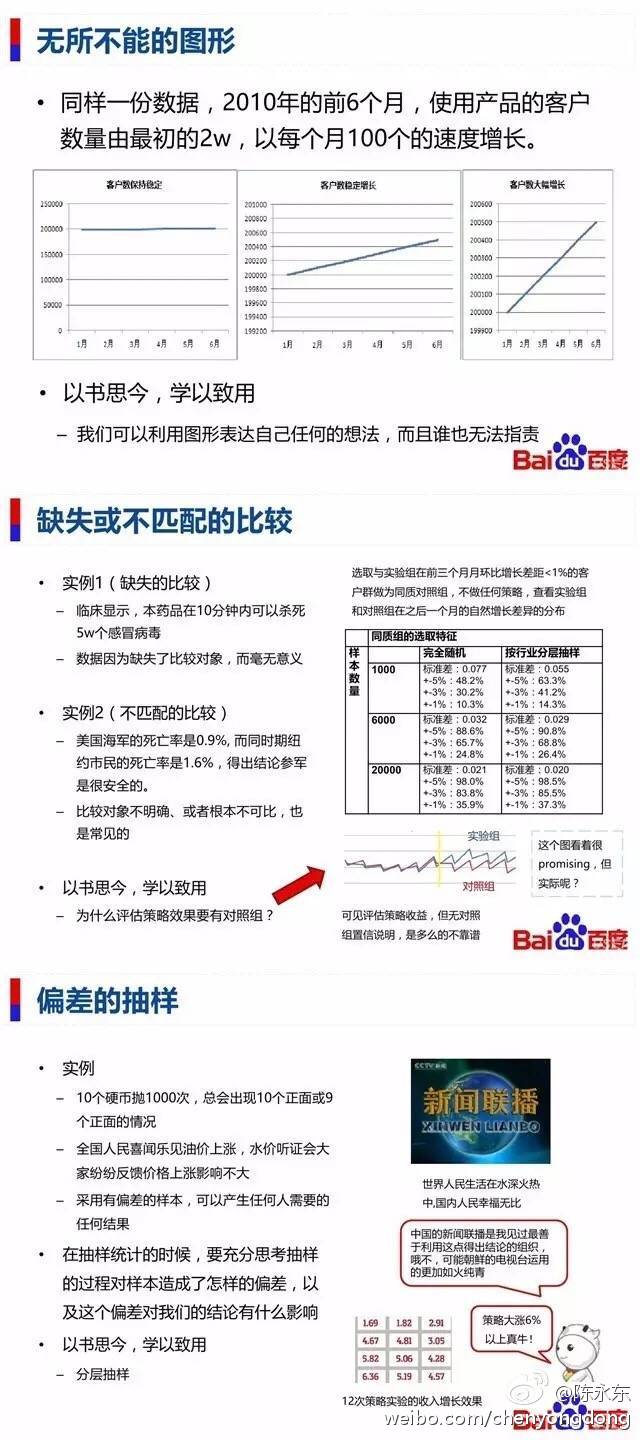 无所不能的图形
• 同样一份数据，2010年的前6个月，使用产品的客户
数量由最初的2w，以每个月100个的速度增长。
客户数保持稳定
250000
200000
150000
100000
50000
0
1月 2月 3月 4月 5月 6月
客户数稳定增长
201000
200800
200600
200400
200200
200000
199800
199600
199400
199200
1月 2月 3月 4月 5月 6月
客户数大幅增长
200600
200500
200400
200300
200200
200100
200000
199900
1月 2月 3月 4月 5月 6月
• 以书思今，学以致用
– 我们可以利用图形表达自己任何的想法，而且谁也无法指责
Bai du 百度
缺失或不匹配的比较
• 实例1（缺失的比较）
– 临床显示，本药品在10分钟内可以杀死
5w个感冒病毒
– 数据因为缺失了比较对象，而毫无意义
• 实例2（不匹配的比较）
– 美国海军的死亡率是0.9%, 而同时期纽
约市民的死亡率是1.6%，得出结论参军
是很安全的。
– 比较对象不明确、或者根本不可比，也
是常见的
• 以书思今，学以致用
– 为什么评估策略效果要有对照组？
选取与实验组在前三个月月环比增长差距<1%的客
户群做为同质对照组，不做任何策略，查看实验组
和对照组在之后一个月的自然增长差异的分布
样本数量
同质组的选取特征
完全随机 按行业分层抽样
1000 标准差：0.077 标准差：0.055
+-5%：48.2% +-5%：63.3%
+-3%：30.2% +-3%：41.2%
+-1%：10.3% +-1%：14.3%
6000 标准差：0.032 标准差：0.029
+-5%：88.6% +-5%：90.8%
+-3%：65.7% +-3%：68.8%
+-1%：24.8% +-1%：26.4%
20000 标准差：0.021 标准差：0.020
+-5%：98.0% +-5%：98.5%
+-3%：83.8% +-3%：85.5%
+-1%：35.9% +-1%：37.3%
实验组
对照组
这个图看着很
promising，但
实际呢？
可见评估策略收益，但无对照
组置信说明，是多么的不靠谱
Bai du 百度
偏差的抽样
• 实例
– 10个硬币抛1000次，总会出现10个正面或9
个正面的情况
– 全国人民喜闻乐见油价上涨，水价听证会大
家纷纷反馈价格上涨影响不大
– 采用有偏差的样本，可以产生任何人需要的
任何结果
• 在抽样统计的时候，要充分思考抽样
的过程对样本造成了怎样的偏差，以
及这个偏差对我们的结论有什么影响
• 以书思今，学以致用
– 分层抽样
CCTV 新闻
新闻联播
XINWEN LIANBO
世界人民生活在水深火热
中,国内人民幸福无比
中国的新闻联播是我见过最善
于利用这点得出结论的组织，
哦不，可能朝鲜的电视台运用
的更加如火纯青
1.69 1.82 2.91
4.67 4.81 3.05
5.82 5.06 4.28
6.36 5.19 4.57
策略大涨6%
以上真牛！
12次策略实验的收入增长效果
Bai du 百度
@陈永东
weibo.com/chenyongdong